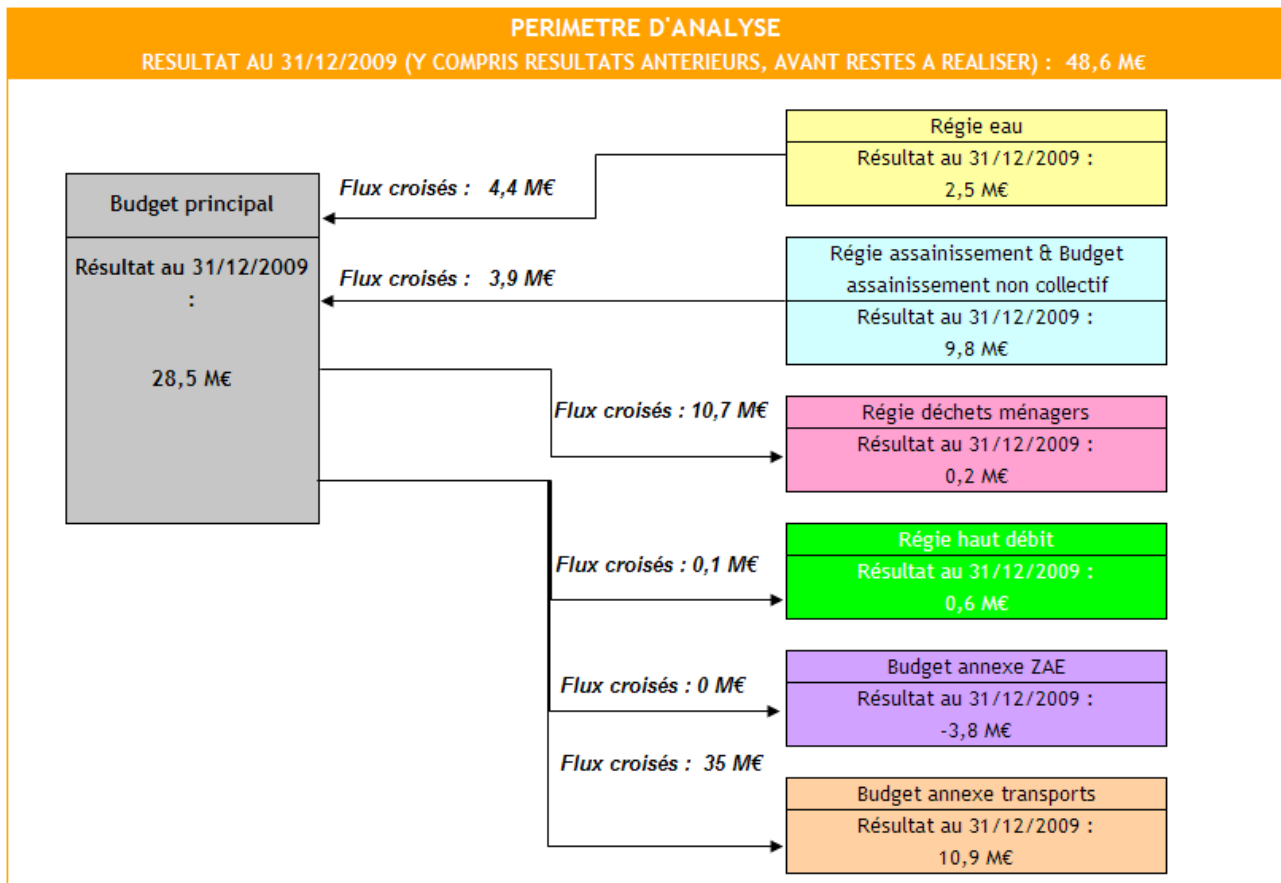 PERIMETRE D'ANALYSE
RESULTAT AU 31/12/2009 (Y COMPRIS RESULTATS ANTERIEURS, AVANT RESTES A REALISER) : 48,6 M€
Budget principal
Résultat au 31/12/2009
:
28,5 M€
Flux croisés : 4,4 M€
Régie eau
Résultat au 31/12/2009 :
2,5 M€
Flux croisés : 3,9 M€
Régie assainissement & Budget
assainissement non collectif
Résultat au 31/12/2009 :
9,8 M€
Flux croisés : 10,7 M€
Régie déchets ménagers
Résultat au 31/12/2009 :
0,2 M€
Flux croisés : 0,1 M€
Régie haut débit
Résultat au 31/12/2009 :
0,6 M€
Flux croisés : 0 M€
Budget annexe ZAE
Résultat au 31/12/2009 :
-3,8 M€
Flux croisés : 35 M€
Budget annexe transports
Résultat au 31/12/2009 :
10,9 M€